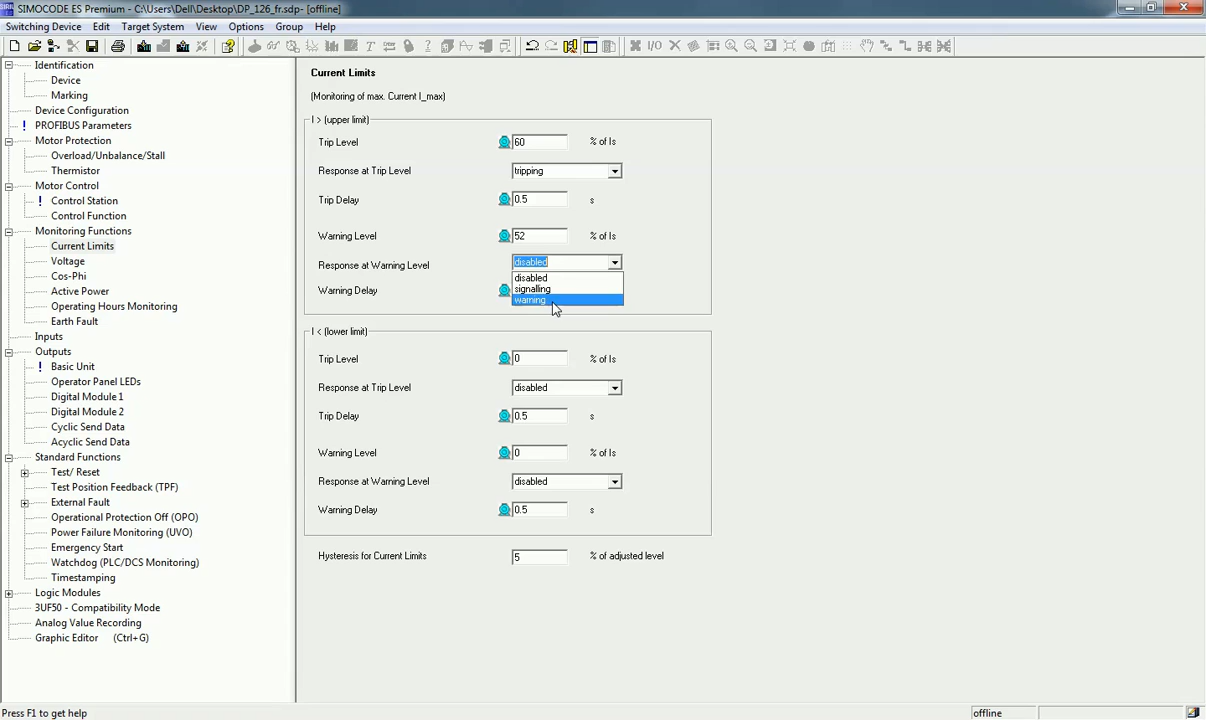 SIMOCODE ES Premium - C:\Users\Dell\Desktop\DP_126_fr.sdp- [offline]
Switching Device Edit Target System View Options Group Help
Identification
Device
Marking
Device Configuration
! PROFIBUS Parameters
Motor Protection
Overload/Unbalance/Stall
Thermistor
Motor Control
! Control Station
Control Function
Monitoring Functions
Current Limits
Voltage
Cos-Phi
Active Power
Operating Hours Monitoring
Earth Fault
Inputs
Outputs
! Basic Unit
Operator Panel LEDs
Digital Module 1
Digital Module 2
Cyclic Send Data
Acyclic Send Data
Standard Functions
Test/ Reset
Test Position Feedback (TPF)
External Fault
Operational Protection Off (OPO)
Power Failure Monitoring (UVO)
Emergency Start
Watchdog (PLC/DCS Monitoring)
Timestamping
Logic Modules
3UF50 - Compatibility Mode
Analog Value Recording
Graphic Editor (Ctrl+G)
Current Limits
(Monitoring of max. Current I_max)
I > (upper limit)
Trip Level 60 % of Is
Response at Trip Level tripping
Trip Delay 0.5 s
Warning Level 52 % of Is
Response at Warning Level disabled
disabled
signalling
warning
Warning Delay
I < (lower limit)
Trip Level 0 % of Is
Response at Trip Level disabled
Trip Delay 0.5 s
Warning Level 0 % of Is
Response at Warning Level disabled
Warning Delay 0.5 s
Hysteresis for Current Limits 5 % of adjusted level
Press F1 to get help
offline